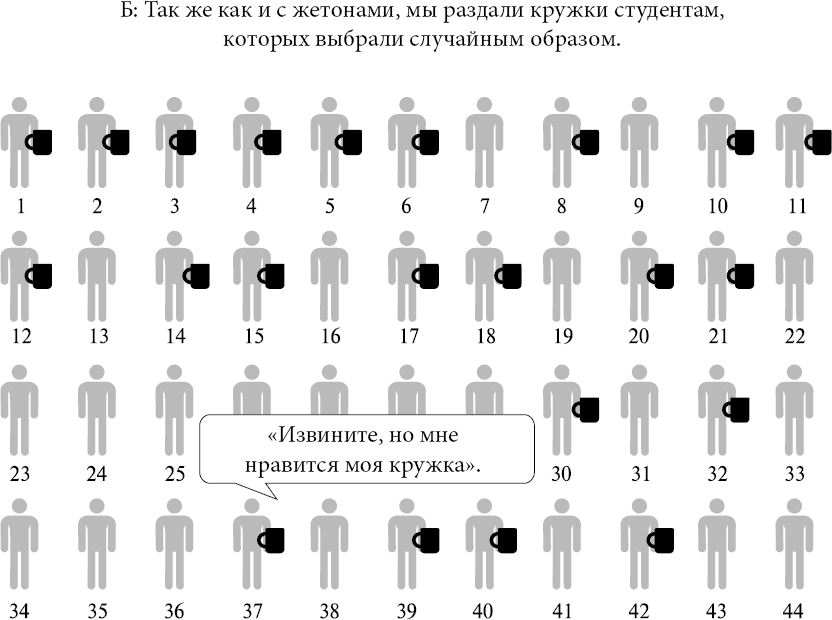 Б: Так же как и с жетонами, мы раздали кружки студентам,
которых выбрали случайным образом.
1 2 3 4 5 6 7 8 9 10 11
12 13 14 15 16 17 18 19 20 21 22
«Извините, но мне
нравится моя кружка».
23 24 25 30 31 32 33
34 35 36 37 38 39 40 41 42 43 44